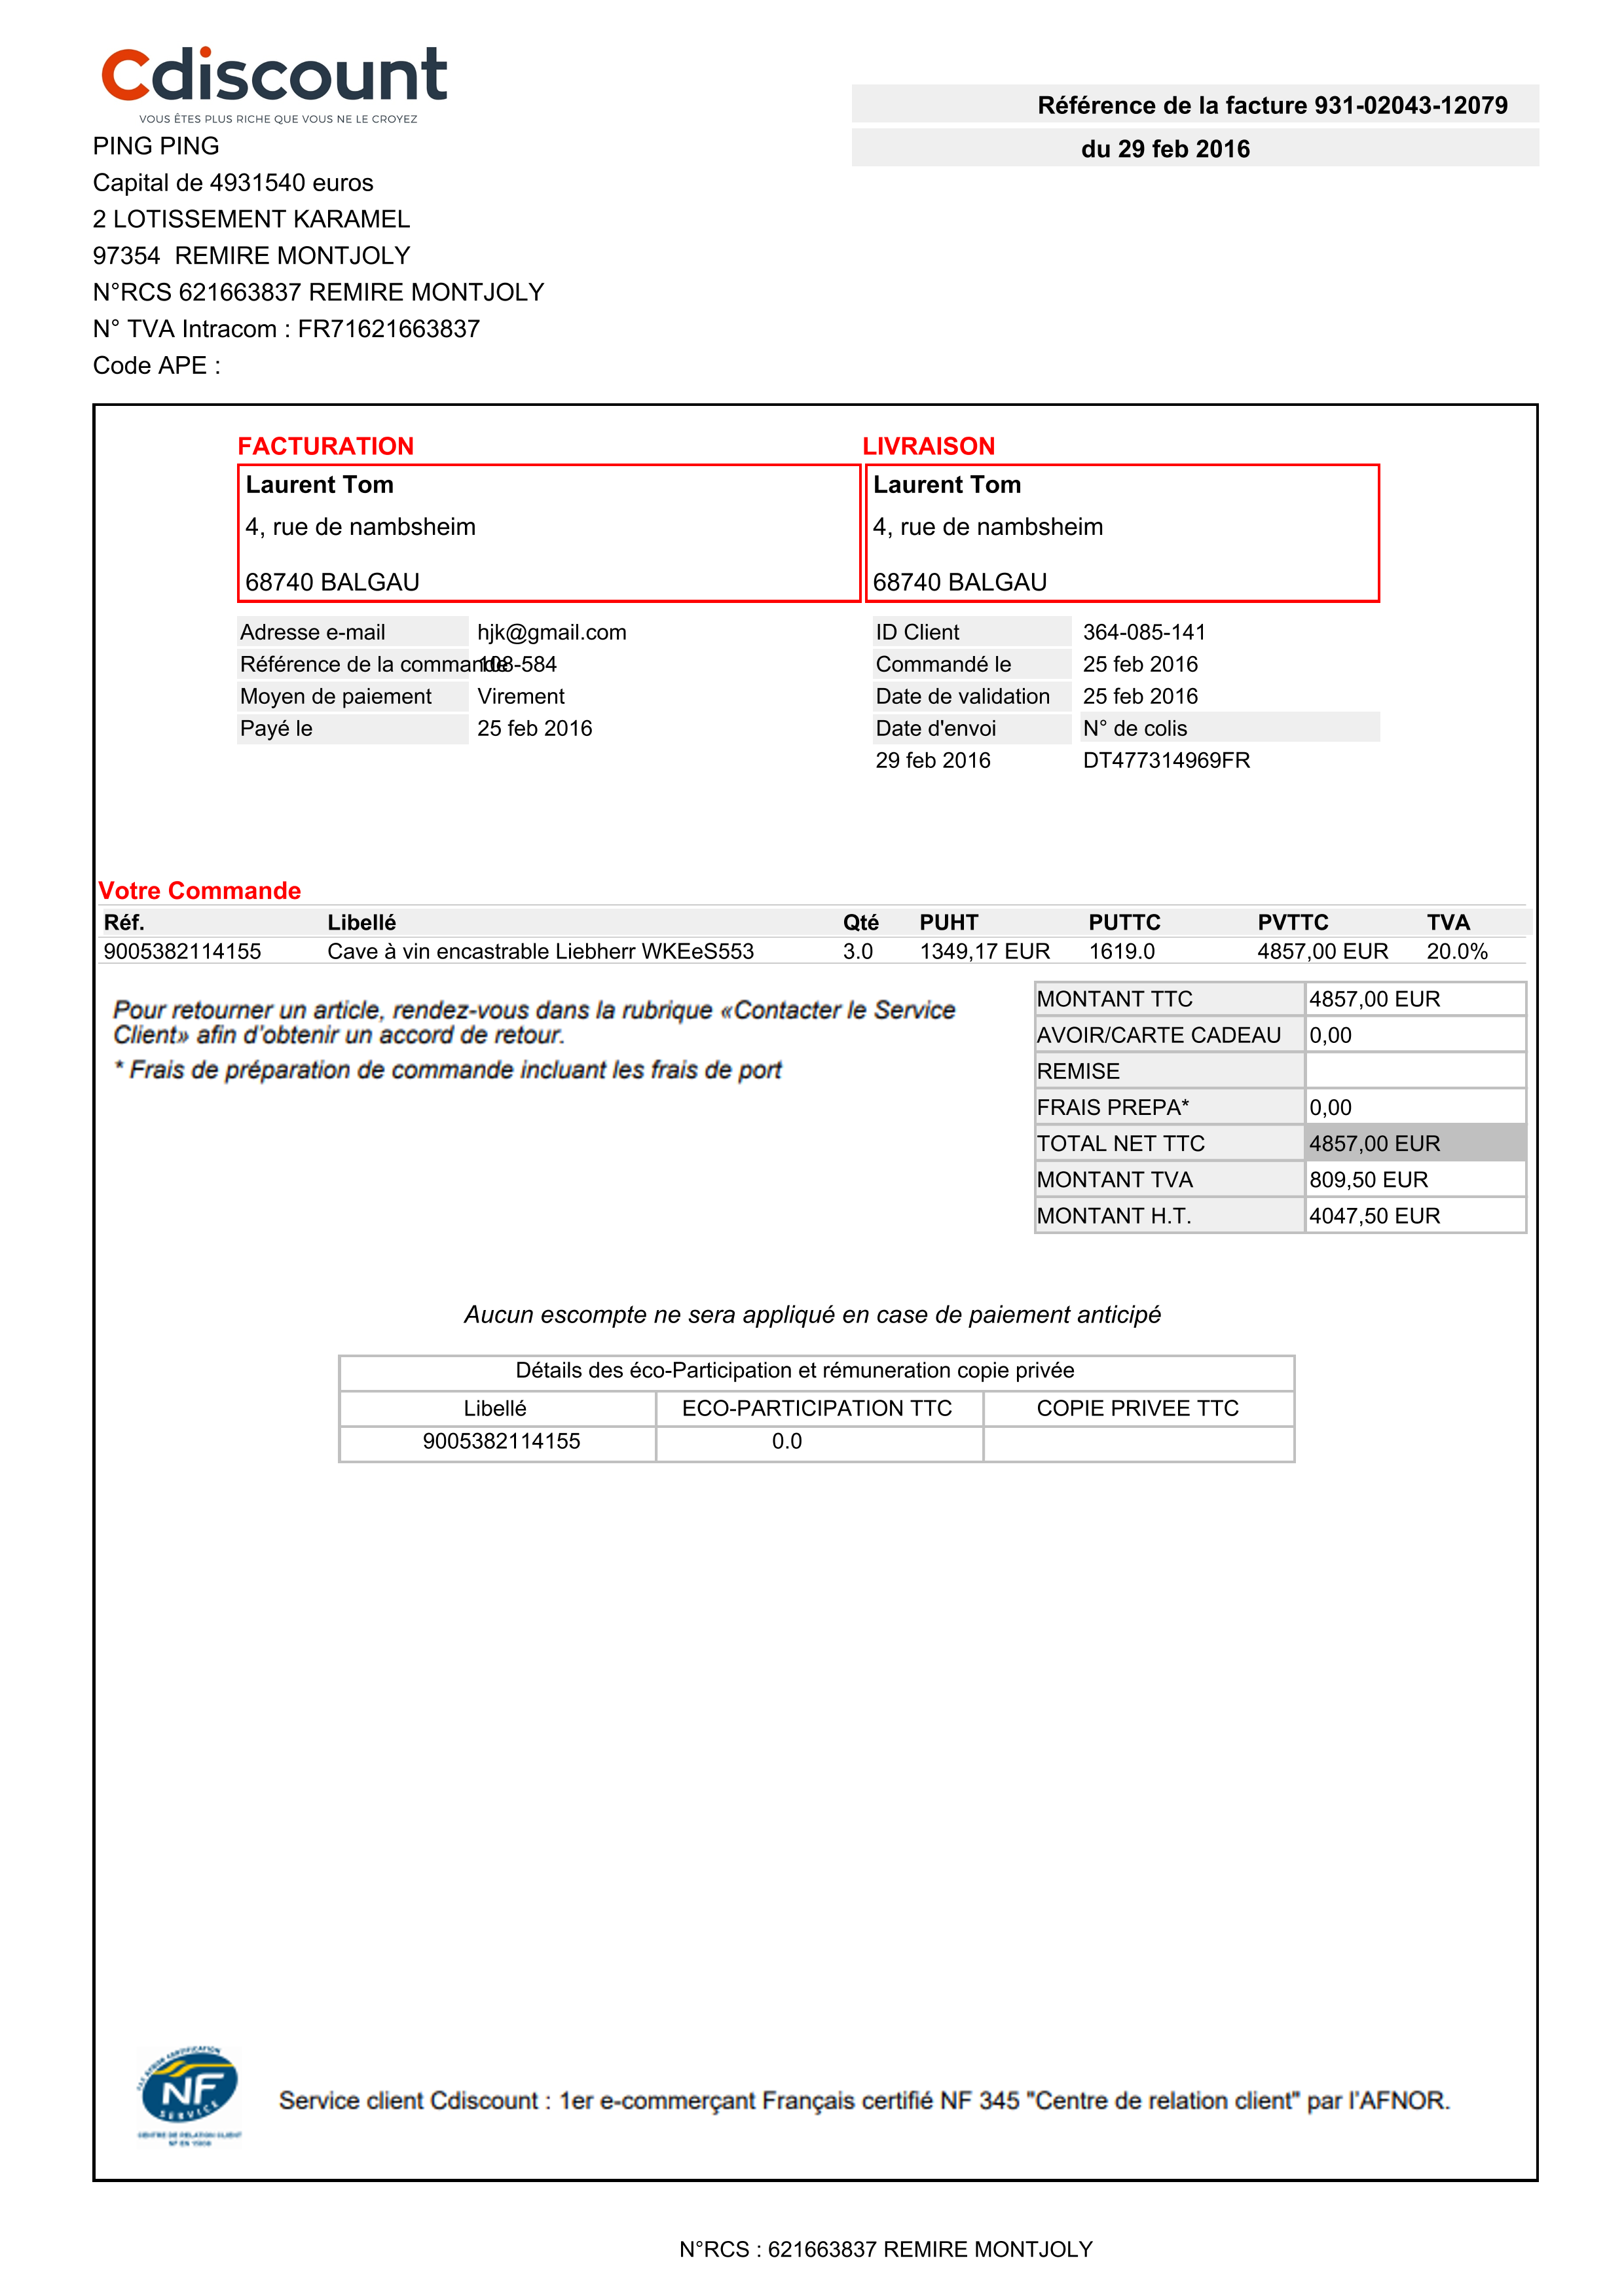 Cdiscount
VOUS ÊTES PLUS RICHE QUE VOUS NE LE CROYEZ
Référence de la facture 931-02043-12079
du 29 feb 2016
PING PING
Capital de 4931540 euros
2 LOTISSEMENT KARAMEL
97354 REMIRE MONTJOLY
N°RCS 621663837 REMIRE MONTJOLY
N° TVA Intracom : FR71621663837
Code APE :
FACTURATION
Laurent Tom
4, rue de nambsheim
68740 BALGAU
LIVRAISON
Laurent Tom
4, rue de nambsheim
68740 BALGAU
Adresse e-mail hjk@gmail.com
Référence de la commande 108-584
Moyen de paiement Virement
Payé le 25 feb 2016
ID Client 364-085-141
Commandé le 25 feb 2016
Date de validation 25 feb 2016
Date d'envoi N° de colis
29 feb 2016 DT477314969FR
Votre Commande
Réf. Libellé Qté PUHT PUTTC PVTTC TVA
9005382114155 Cave à vin encastrable Liebherr WKEeS553 3.0 1349,17 EUR 1619.0 4857,00 EUR 20.0%
Pour retourner un article, rendez-vous dans la rubrique «Contacter le Service
Client» afin d'obtenir un accord de retour.
* Frais de préparation de commande incluant les frais de port
MONTANT TTC 4857,00 EUR
AVOIR/CARTE CADEAU 0,00
REMISE
FRAIS PREPA* 0,00
TOTAL NET TTC 4857,00 EUR
MONTANT TVA 809,50 EUR
MONTANT H.T. 4047,50 EUR
Aucun escompte ne sera appliqué en case de paiement anticipé
Détails des éco-Participation et rémuneration copie privée
Libellé ECO-PARTICIPATION TTC COPIE PRIVEE TTC
9005382114155 0.0
NF
SERVICE
CENTRE DE RELATION CLIENT
Service client Cdiscount : 1er e-commerçant Français certifié NF 345 "Centre de relation client" par l'AFNOR.
N°RCS : 621663837 REMIRE MONTJOLY